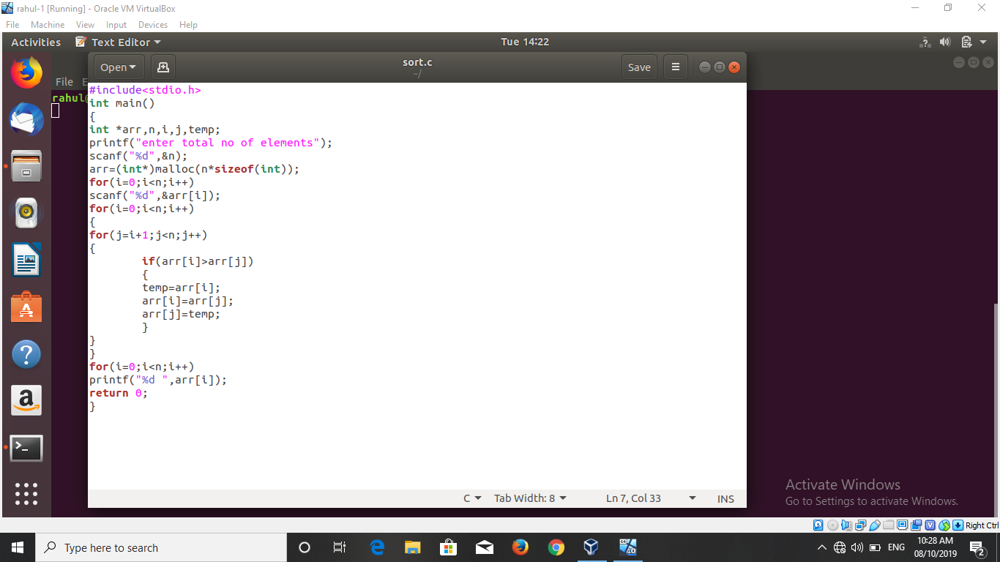 rahul-1 [Running] - Oracle VM VirtualBox
File Machine View Input Devices Help
Activities Text Editor Tue 14:22
Open sort.c Save
~/
File E
rahul@
#include<stdio.h>
int main()
{
int *arr,n,i,j,temp;
printf("enter total no of elements");
scanf("%d",&n);
arr=(int*)malloc(n*sizeof(int));
for(i=0;i<n;i++)
scanf("%d",&arr[i]);
for(i=0;i<n;i++)
{
for(j=i+1;j<n;j++)
{
        if(arr[i]>arr[j])
        {
        temp=arr[i];
        arr[i]=arr[j];
        arr[j]=temp;
        }
}
}
for(i=0;i<n;i++)
printf("%d ",arr[i]);
return 0;
}
C Tab Width: 8 Ln 7, Col 33 INS
Activate Windows
Go to Settings to activate Windows.
Right Ctrl
Type here to search
ENG
10:28 AM
08/10/2019
2